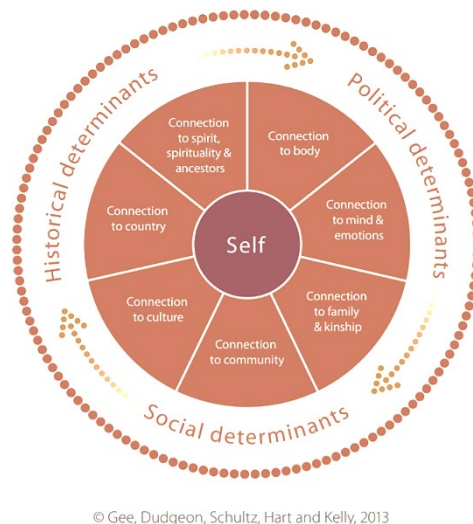 Historical determinants
Political determinants
Connection
to spirit,
spirituality &
ancestors
Connection
to body
Connection
to country
Self
Connection
to mind &
emotions
Connection
to culture
Connection
to family
& kinship
Connection
to community
Social determinants
© Gee, Dudgeon, Schultz, Hart and Kelly, 2013